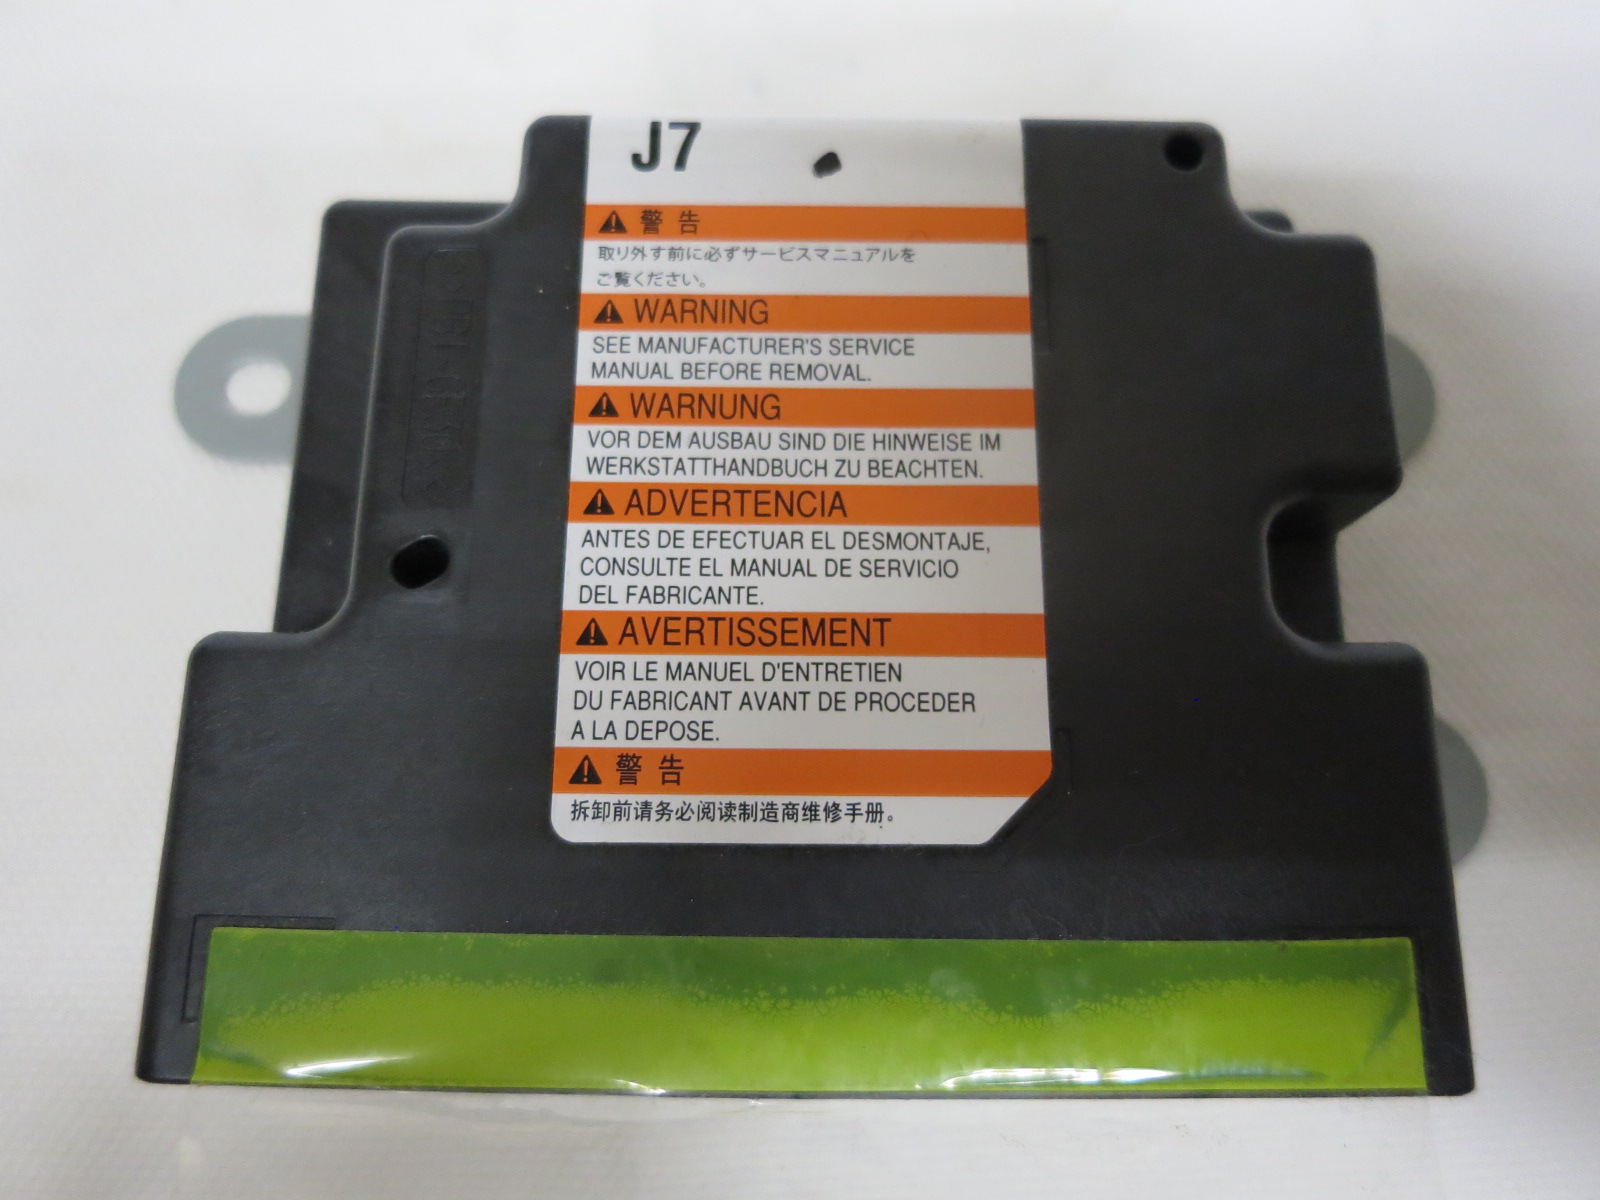 J7
警告
取り外す前に必ずサービスマニュアルを
ご覧ください。
WARNING
SEE MANUFACTURER'S SERVICE
MANUAL BEFORE REMOVAL.
WARNUNG
VOR DEM AUSBAU SIND DIE HINWEISE IM
WERKSTATTHANDBUCH ZU BEACHTEN.
ADVERTENCIA
ANTES DE EFECTUAR EL DESMONTAJE,
CONSULTE EL MANUAL DE SERVICIO
DEL FABRICANTE.
AVERTISSEMENT
VOIR LE MANUEL D'ENTRETIEN
DU FABRICANT AVANT DE PROCEDER
A LA DEPOSE.
警告
拆卸前请务必阅读制造商维修手册。